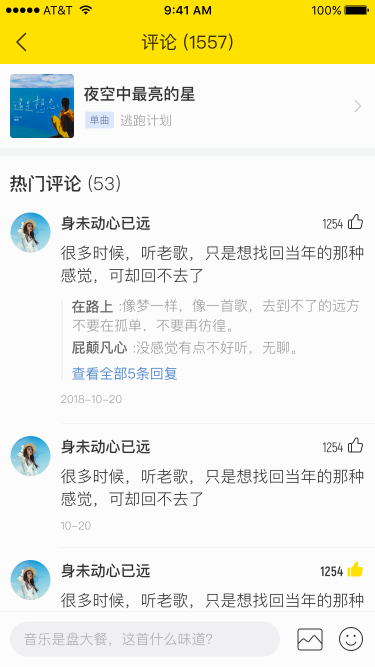 AT&T 9:41 AM 100%
评论 (1557)
夜空中最亮的星
单曲 逃跑计划
热门评论 (53)
身未动心已远 1254
很多时候，听老歌，只是想找回当年的那种
感觉，可却回不去了
在路上 :像梦一样，像一首歌，去到不了的远方
不要在孤单，不要再彷徨。
屁颠凡心 :没感觉有点不好听，无聊。
查看全部5条回复
2018-10-20
身未动心已远 1254
很多时候，听老歌，只是想找回当年的那种
感觉，可却回不去了
10-20
身未动心已远 1254
很多时候，听老歌，只是想找回当年的那种
音乐是盘大餐，这首什么味道？